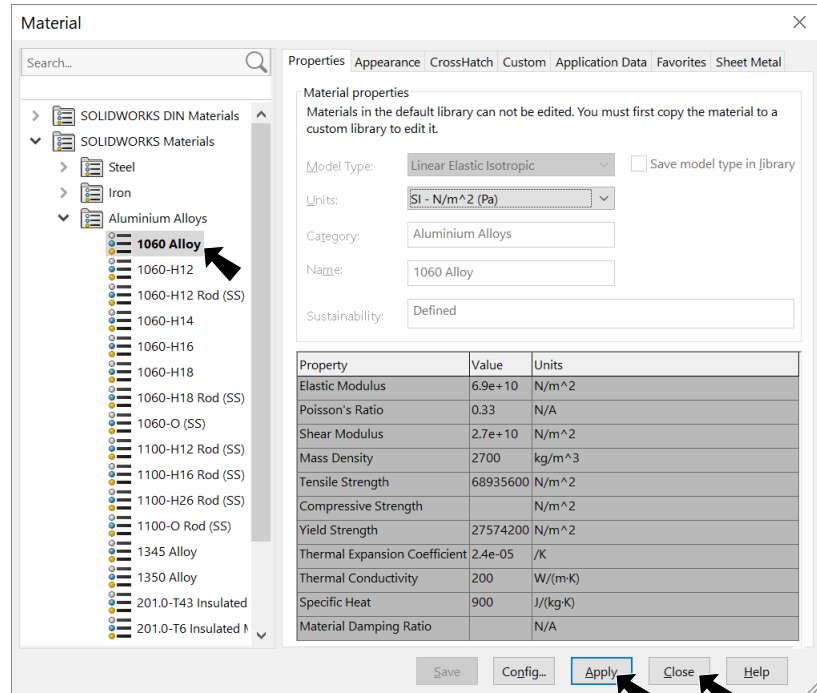 Material
Search...
SOLIDWORKS DIN Materials
SOLIDWORKS Materials
Steel
Iron
Aluminium Alloys
1060 Alloy
1060-H12
1060-H12 Rod (SS)
1060-H14
1060-H16
1060-H18
1060-H18 Rod (SS)
1060-O (SS)
1100-H12 Rod (SS)
1100-H16 Rod (SS)
1100-H26 Rod (SS)
1100-O Rod (SS)
1345 Alloy
1350 Alloy
201.0-T43 Insulated
201.0-T6 Insulated
Properties Appearance CrossHatch Custom Application Data Favorites Sheet Metal
Material properties
Materials in the default library can not be edited. You must first copy the material to a
custom library to edit it.
Model Type: Linear Elastic Isotropic Save model type in library
Units: SI - N/m^2 (Pa)
Category: Aluminium Alloys
Name: 1060 Alloy
Sustainability: Defined
Property Value Units
Elastic Modulus 6.9e+10 N/m^2
Poisson's Ratio 0.33 N/A
Shear Modulus 2.7e+10 N/m^2
Mass Density 2700 kg/m^3
Tensile Strength 68935600 N/m^2
Compressive Strength N/m^2
Yield Strength 27574200 N/m^2
Thermal Expansion Coefficient 2.4e-05 /K
Thermal Conductivity 200 W/(m·K)
Specific Heat 900 J/(kg·K)
Material Damping Ratio N/A
Save Config... Apply Close Help